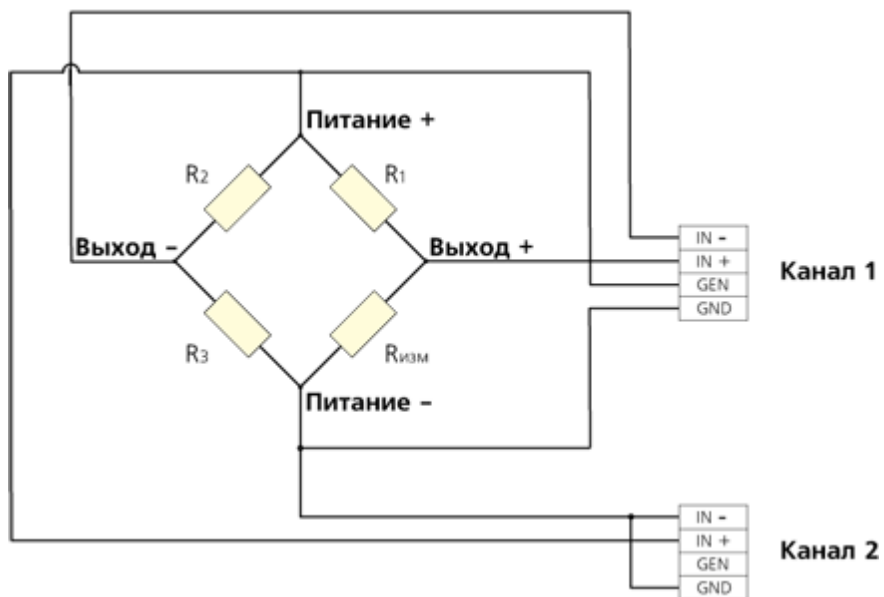 Питание +
R2
R1
Выход -
Выход +
IN -
IN +
GEN
GND
Канал 1
R3
Rизм
Питание -
IN -
IN +
GEN
GND
Канал 2